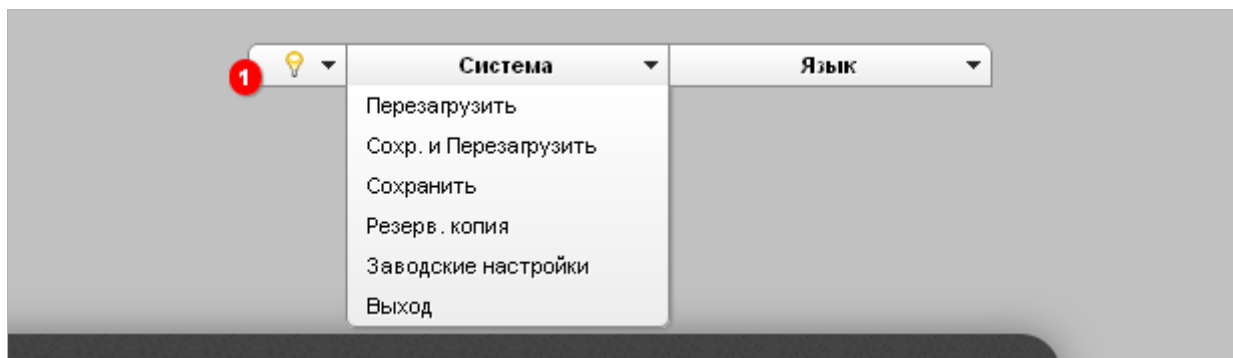 1
Система
Язык
Перезагрузить
Сохр. и Перезагрузить
Сохранить
Резерв. копия
Заводские настройки
Выход